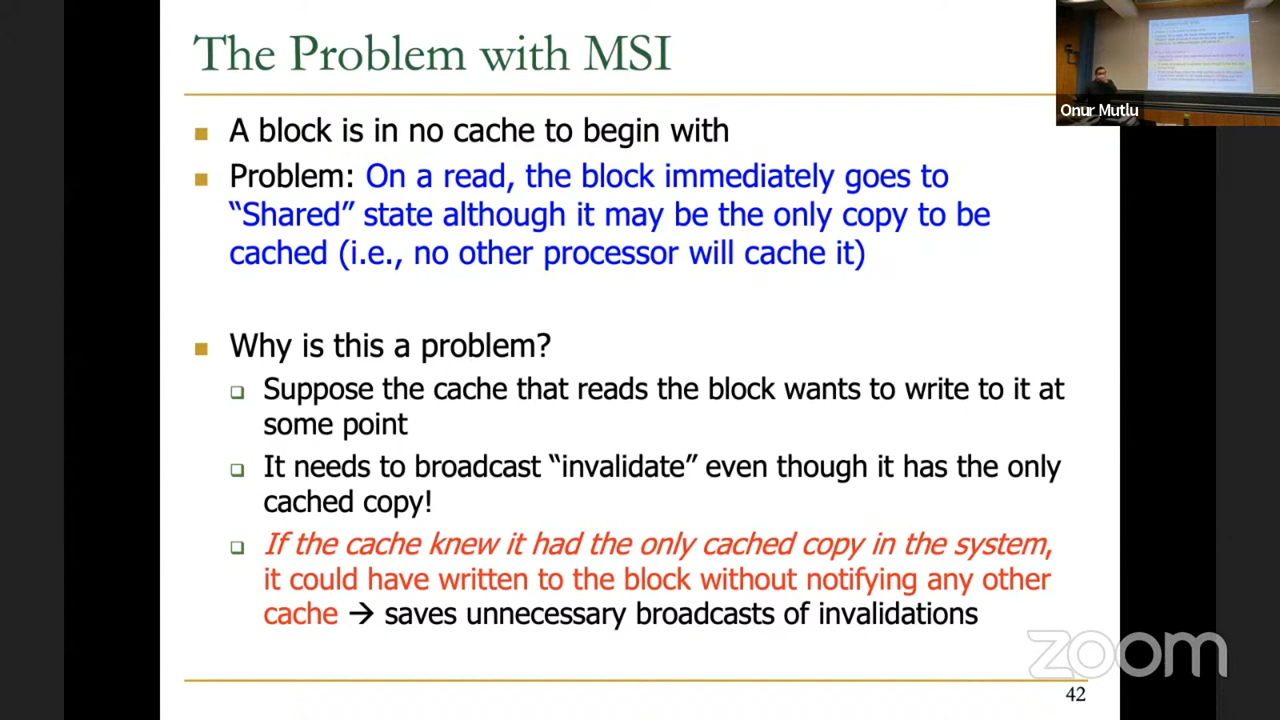 The Problem with MSI
Onur Mutlu
A block is in no cache to begin with
Problem: On a read, the block immediately goes to
“Shared” state although it may be the only copy to be
cached (i.e., no other processor will cache it)
Why is this a problem?
Suppose the cache that reads the block wants to write to it at
some point
It needs to broadcast “invalidate” even though it has the only
cached copy!
If the cache knew it had the only cached copy in the system,
it could have written to the block without notifying any other
cache → saves unnecessary broadcasts of invalidations
zoom
42